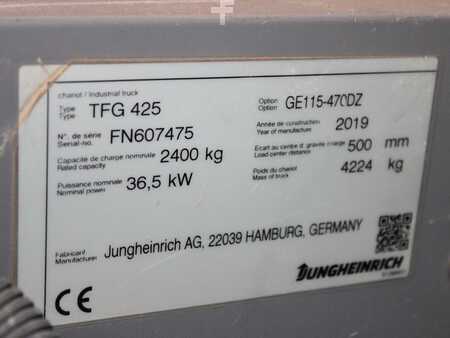 chariot / Industrial truck
Type
Type
TFG 425
Option
Option
GE115-470DZ
N°. de série
Serial-no.
FN607475
Année de construction
Year of manufacture
2019
Capacité de charge nominale
Rated capacity
2400 kg
Ecart au centre d. gravité charge
Load center distance
500 mm
Puissance nominale
Nominal power
36,5 kW
Poids du chariot
Mass of truck
4224 kg
Fabricant
Manufacturer
Jungheinrich AG, 22039 HAMBURG, GERMANY
CE
JUNGHEINRICH